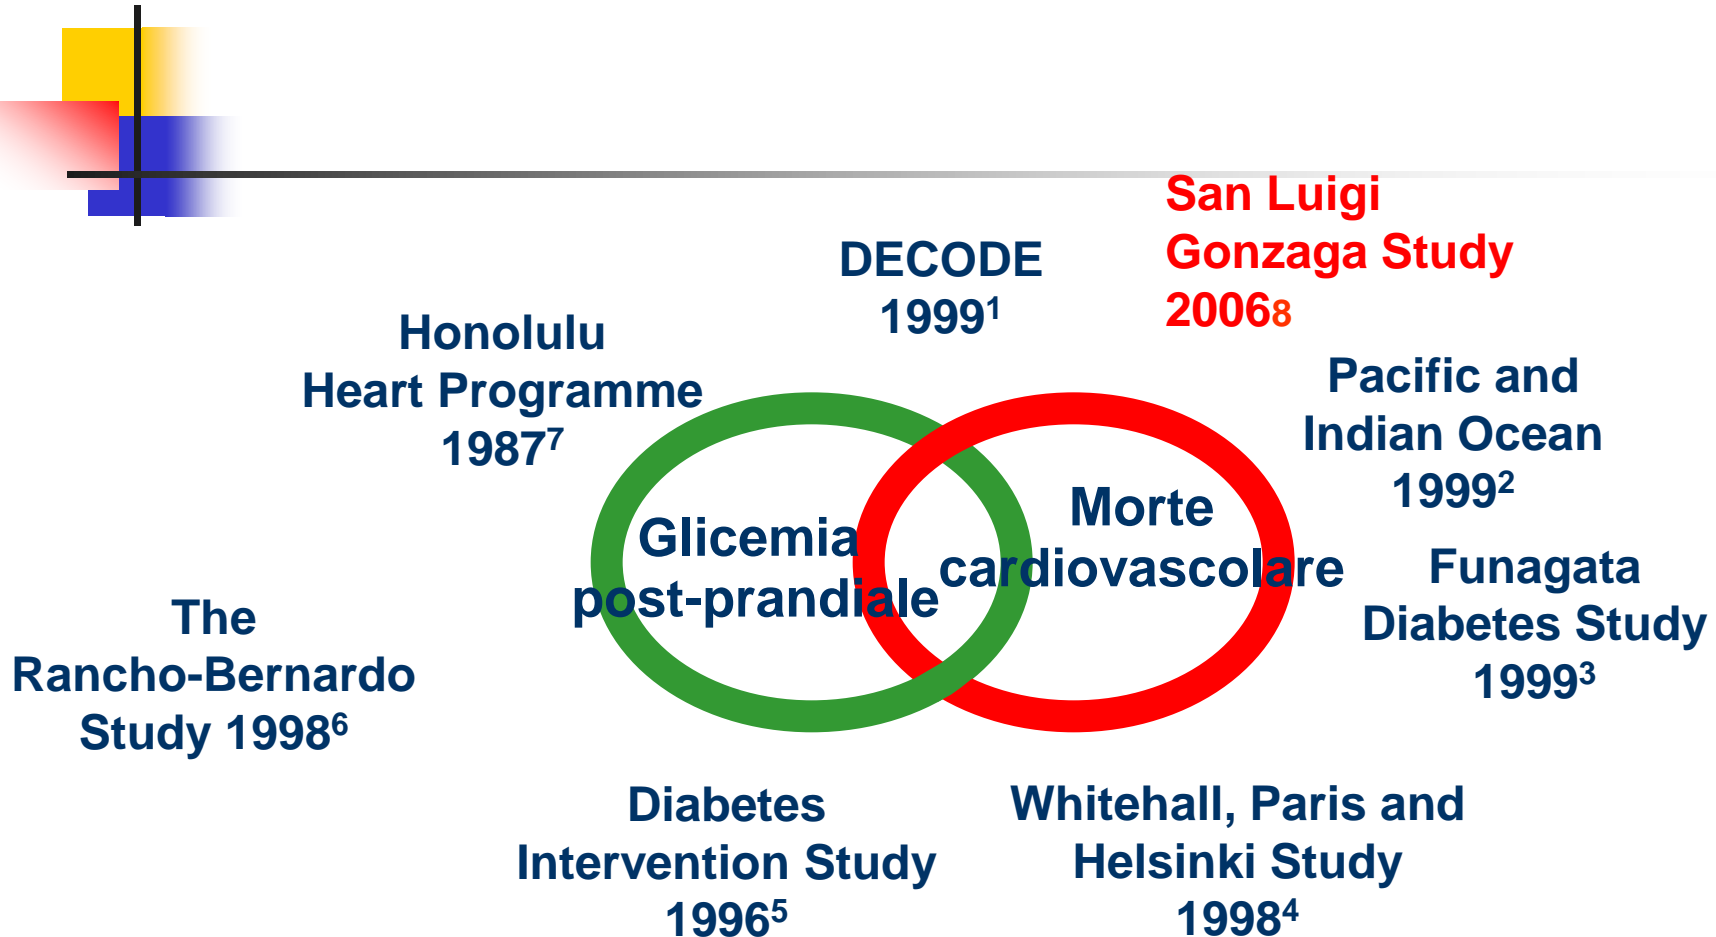 San Luigi
Gonzaga Study
20068
DECODE
1999¹
Honolulu
Heart Programme
1987⁷
Pacific and
Indian Ocean
1999²
Glicemia
post-prandiale
Morte
cardiovascolare
Funagata
Diabetes Study
1999³
The
Rancho-Bernardo
Study 1998⁶
Diabetes
Intervention Study
1996⁵
Whitehall, Paris and
Helsinki Study
1998⁴